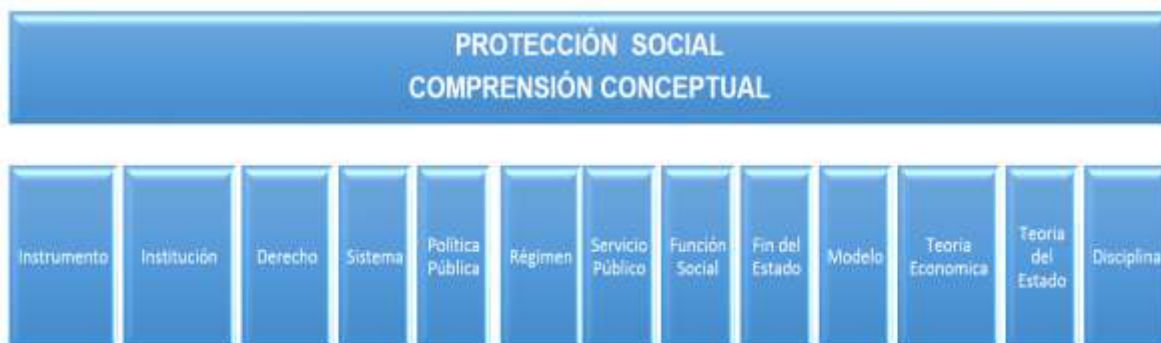 PROTECCIÓN SOCIAL
COMPRENSIÓN CONCEPTUAL
Instrumento
Institución
Derecho
Sistema
Política
Pública
Régimen
Servicio
Público
Función
Social
Fin del
Estado
Modelo
Teoria
Economica
Teoria
del
Estado
Disciplina